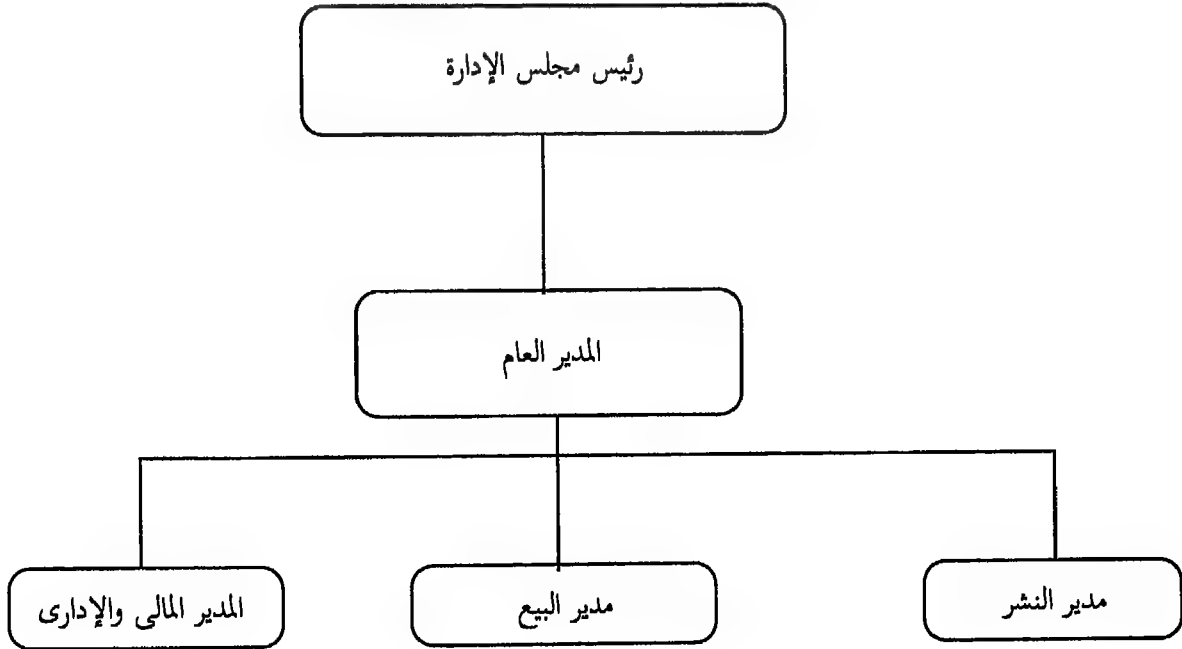 رئيس مجلس الإدارة
المدير العام
مدير النشر
مدير البيع
المدير المالى والإدارى